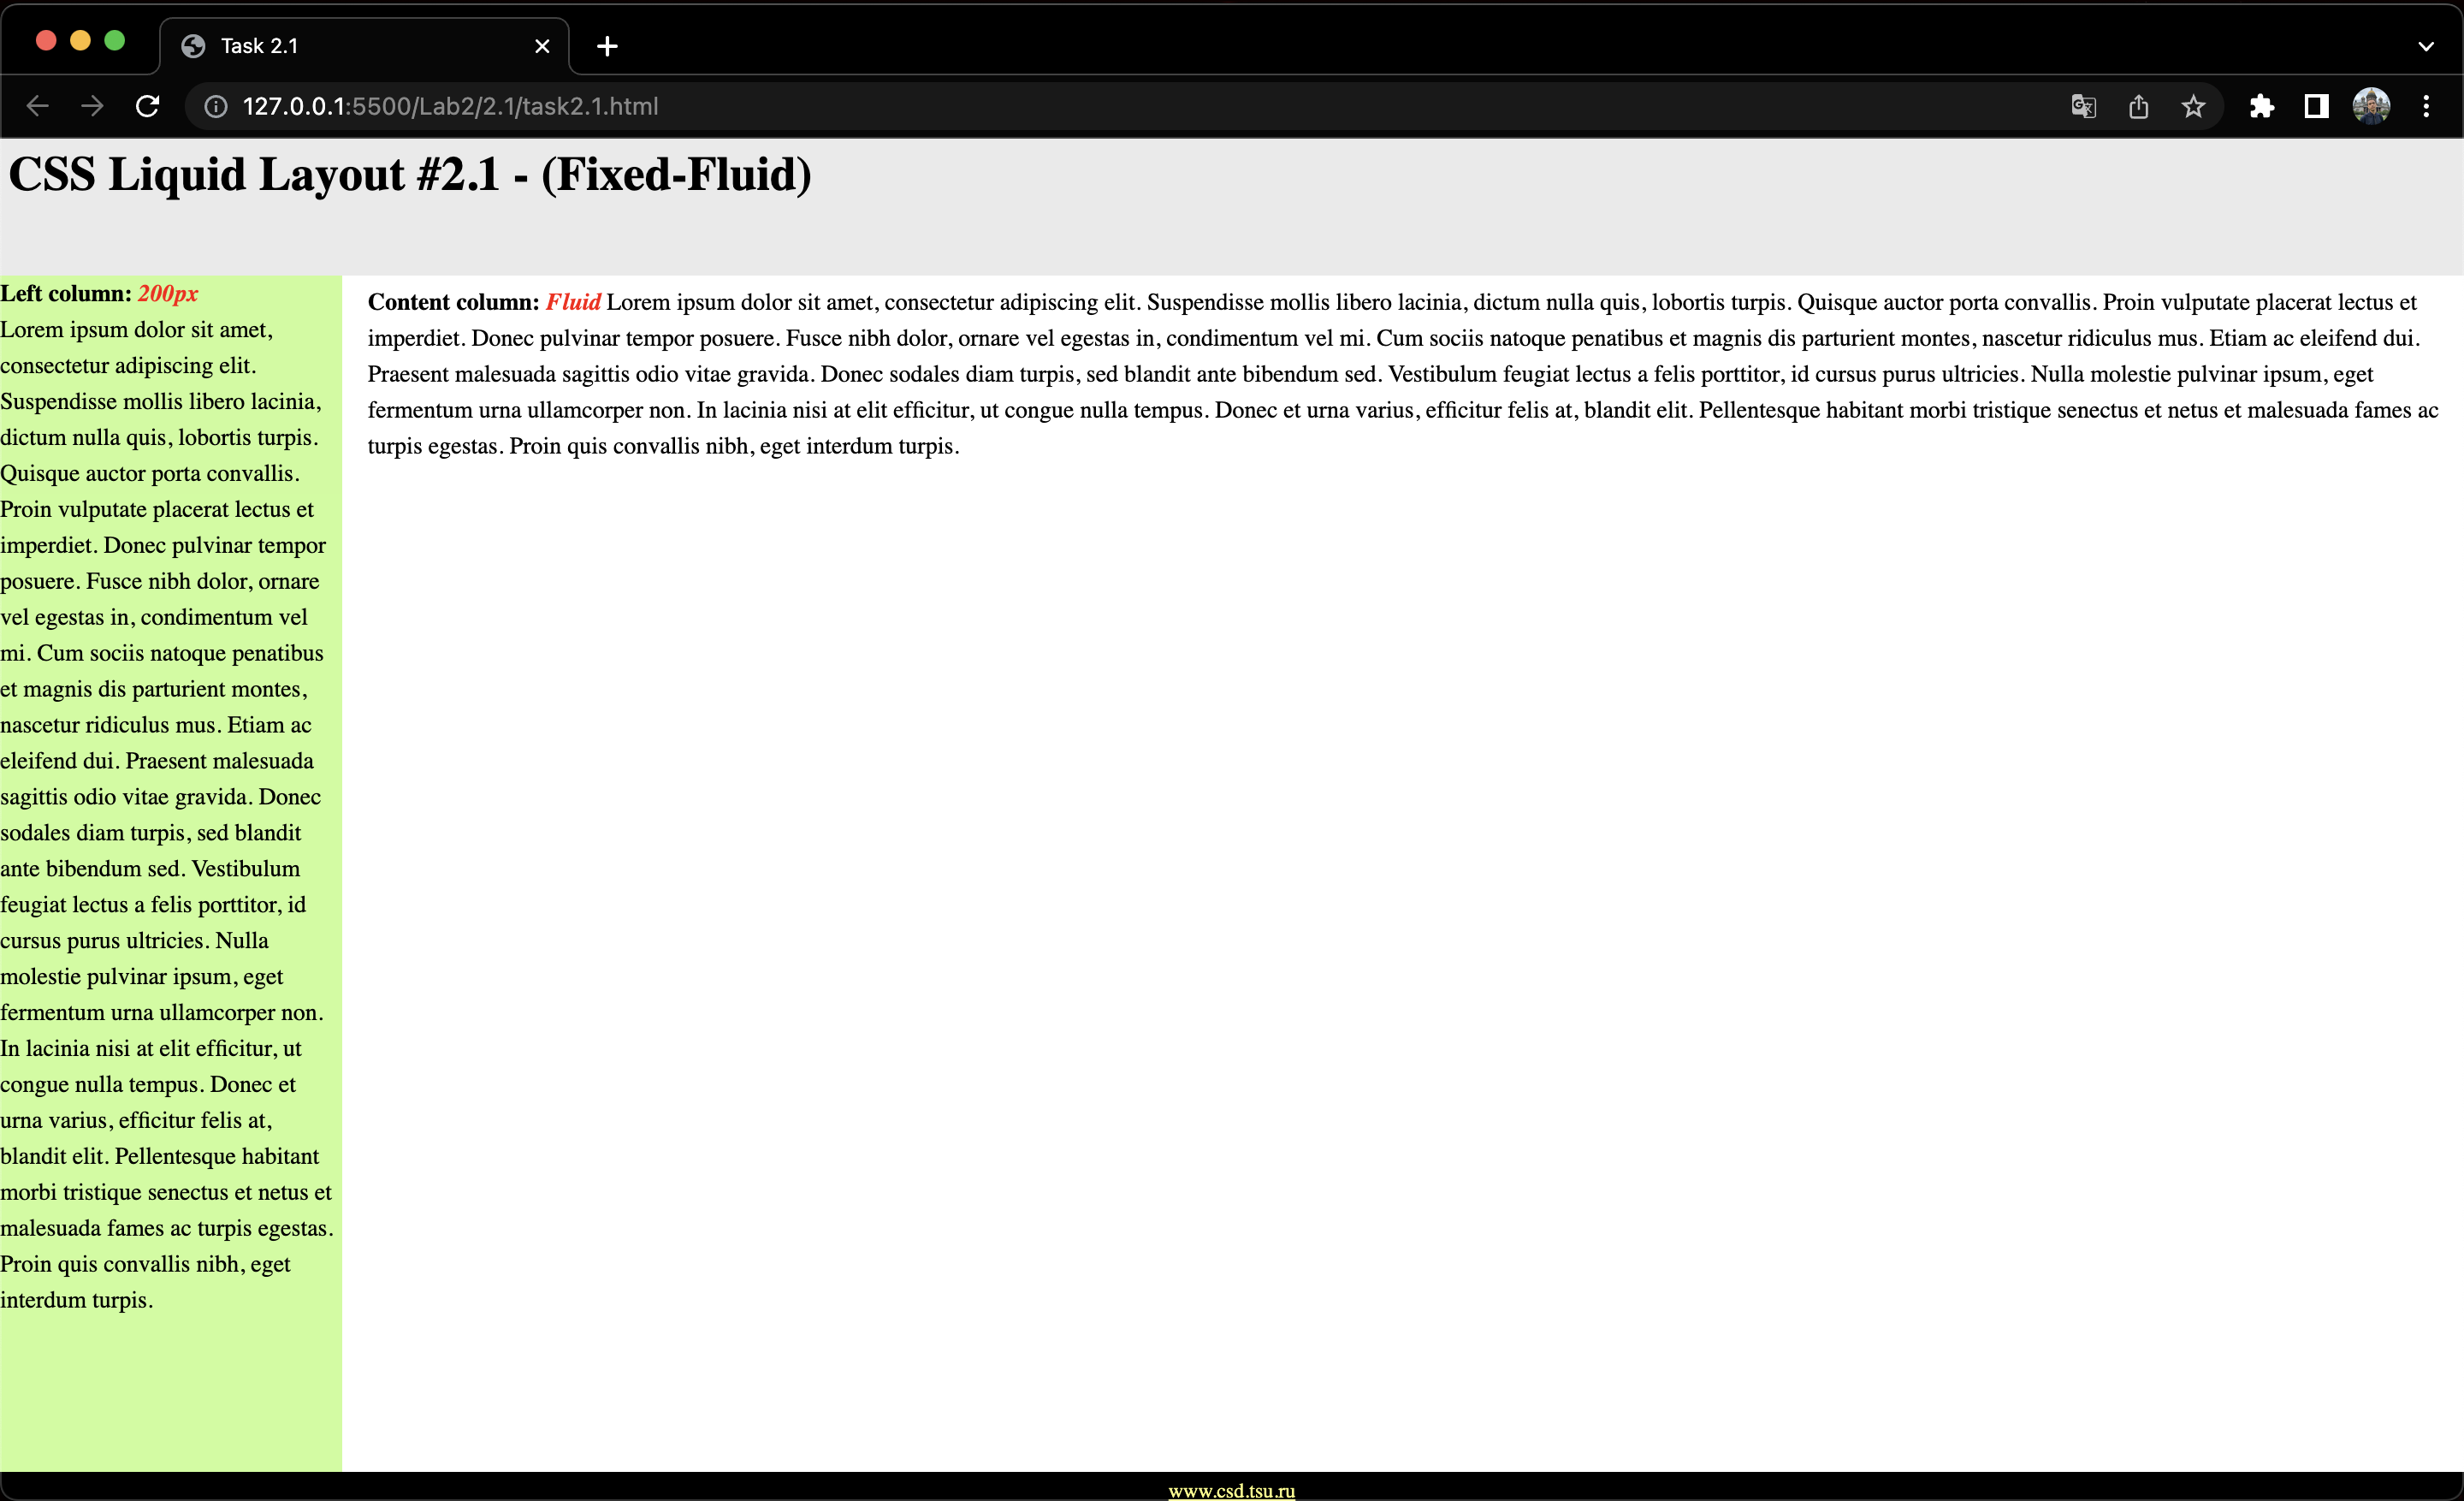 Task 2.1
127.0.0.1:5500/Lab2/2.1/task2.1.html
CSS Liquid Layout #2.1 - (Fixed-Fluid)
Left column: 200px
Lorem ipsum dolor sit amet,
consectetur adipiscing elit.
Suspendisse mollis libero lacinia,
dictum nulla quis, lobortis turpis.
Quisque auctor porta convallis.
Proin vulputate placerat lectus et
imperdiet. Donec pulvinar tempor
posuere. Fusce nibh dolor, ornare
vel egestas in, condimentum vel
mi. Cum sociis natoque penatibus
et magnis dis parturient montes,
nascetur ridiculus mus. Etiam ac
eleifend dui. Praesent malesuada
sagittis odio vitae gravida. Donec
sodales diam turpis, sed blandit
ante bibendum sed. Vestibulum
feugiat lectus a felis porttitor, id
cursus purus ultricies. Nulla
molestie pulvinar ipsum, eget
fermentum urna ullamcorper non.
In lacinia nisi at elit efficitur, ut
congue nulla tempus. Donec et
urna varius, efficitur felis at,
blandit elit. Pellentesque habitant
morbi tristique senectus et netus et
malesuada fames ac turpis egestas.
Proin quis convallis nibh, eget
interdum turpis.
Content column: Fluid Lorem ipsum dolor sit amet, consectetur adipiscing elit. Suspendisse mollis libero lacinia, dictum nulla quis, lobortis turpis. Quisque auctor porta convallis. Proin vulputate placerat lectus et
imperdiet. Donec pulvinar tempor posuere. Fusce nibh dolor, ornare vel egestas in, condimentum vel mi. Cum sociis natoque penatibus et magnis dis parturient montes, nascetur ridiculus mus. Etiam ac eleifend dui.
Praesent malesuada sagittis odio vitae gravida. Donec sodales diam turpis, sed blandit ante bibendum sed. Vestibulum feugiat lectus a felis porttitor, id cursus purus ultricies. Nulla molestie pulvinar ipsum, eget
fermentum urna ullamcorper non. In lacinia nisi at elit efficitur, ut congue nulla tempus. Donec et urna varius, efficitur felis at, blandit elit. Pellentesque habitant morbi tristique senectus et netus et malesuada fames ac
turpis egestas. Proin quis convallis nibh, eget interdum turpis.
www.csd.tsu.ru